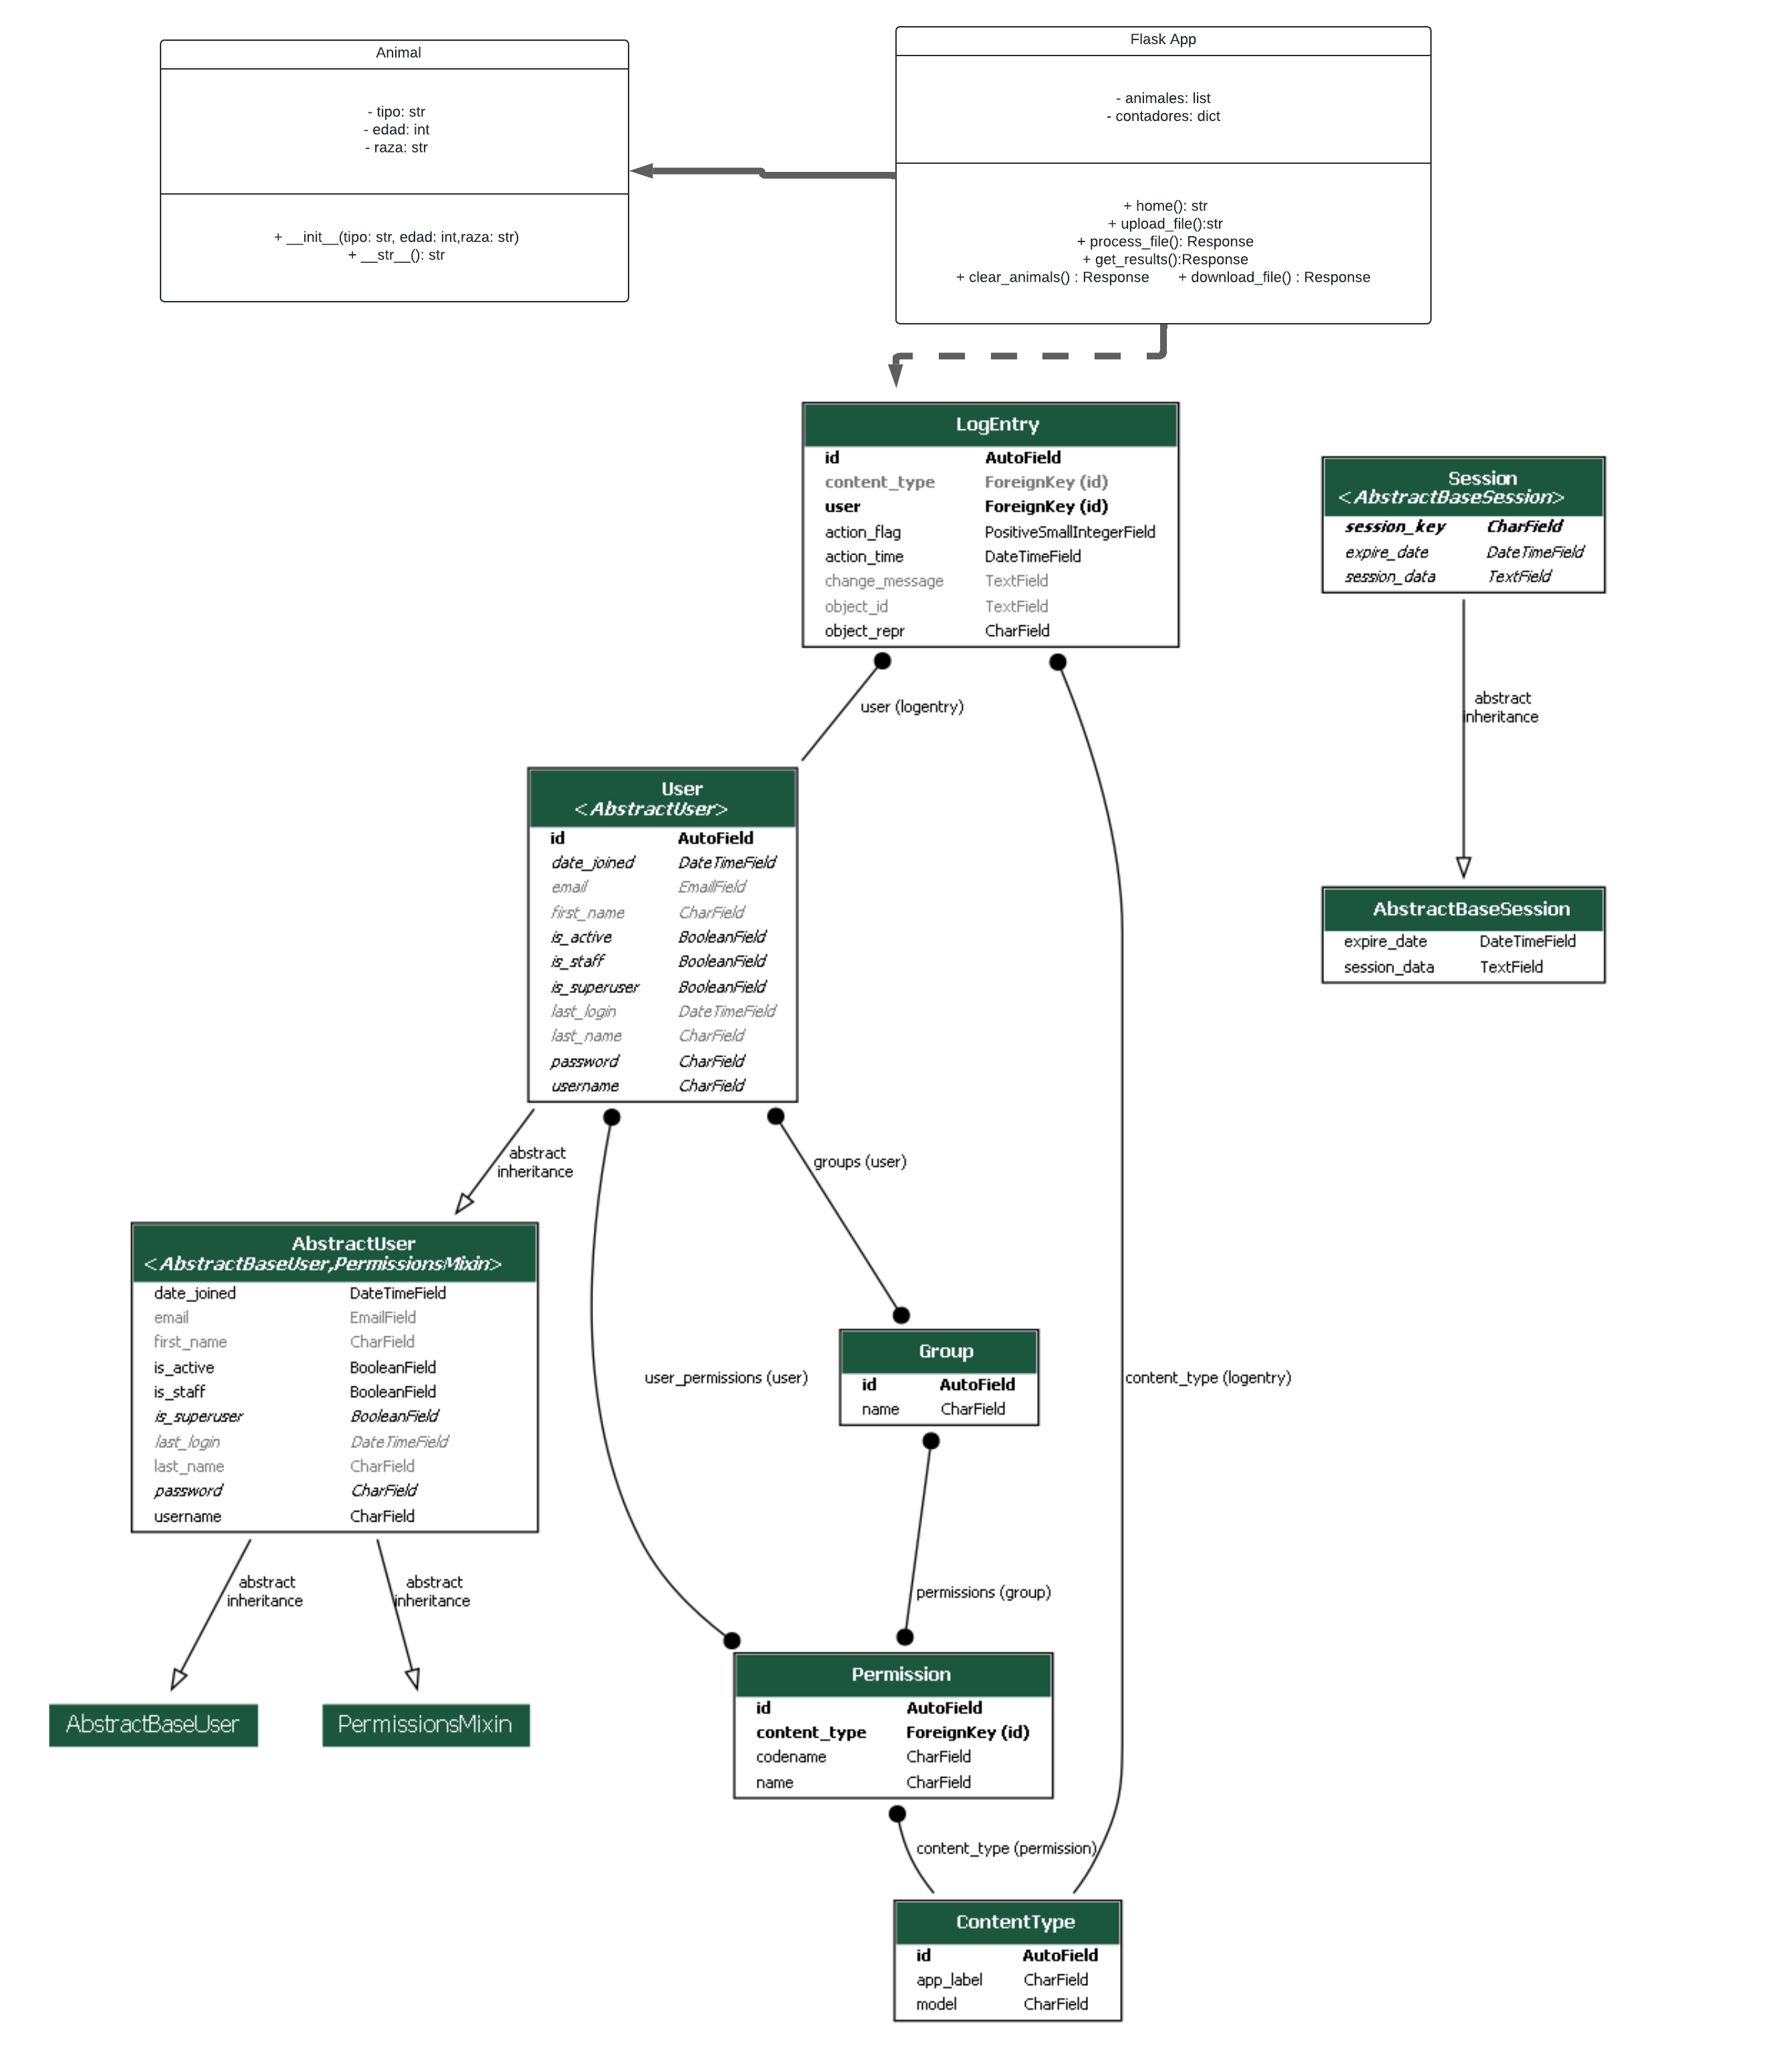 Animal
- tipo: str
- edad: int
- raza: str
+ __init__(tipo: str, edad: int,raza: str)
+ __str__(): str
Flask App
- animales: list
- contadores: dict
+ home(): str
+ upload_file():str
+ process_file(): Response
+ get_results():Response
+ clear_animals() : Response + download_file() : Response
LogEntry
id AutoField
content_type ForeignKey (id)
user ForeignKey (id)
action_flag PositiveSmallIntegerField
action_time DateTimeField
change_message TextField
object_id TextField
object_repr CharField
Session
<AbstractBaseSession>
session_key CharField
expire_date DateTimeField
session_data TextField
abstract
inheritance
AbstractBaseSession
expire_date DateTimeField
session_data TextField
user (logentry)
User
<AbstractUser>
id AutoField
date_joined DateTimeField
email EmailField
first_name CharField
is_active BooleanField
is_staff BooleanField
is_superuser BooleanField
last_login DateTimeField
last_name CharField
password CharField
username CharField
abstract
inheritance
groups (user)
AbstractUser
<AbstractBaseUser,PermissionsMixin>
date_joined DateTimeField
email EmailField
first_name CharField
is_active BooleanField
is_staff BooleanField
is_superuser BooleanField
last_login DateTimeField
last_name CharField
password CharField
username CharField
user_permissions (user)
Group
id AutoField
name CharField
content_type (logentry)
abstract
inheritance
abstract
inheritance
permissions (group)
AbstractBaseUser
PermissionsMixin
Permission
id AutoField
content_type ForeignKey (id)
codename CharField
name CharField
content_type (permission)
ContentType
id AutoField
app_label CharField
model CharField